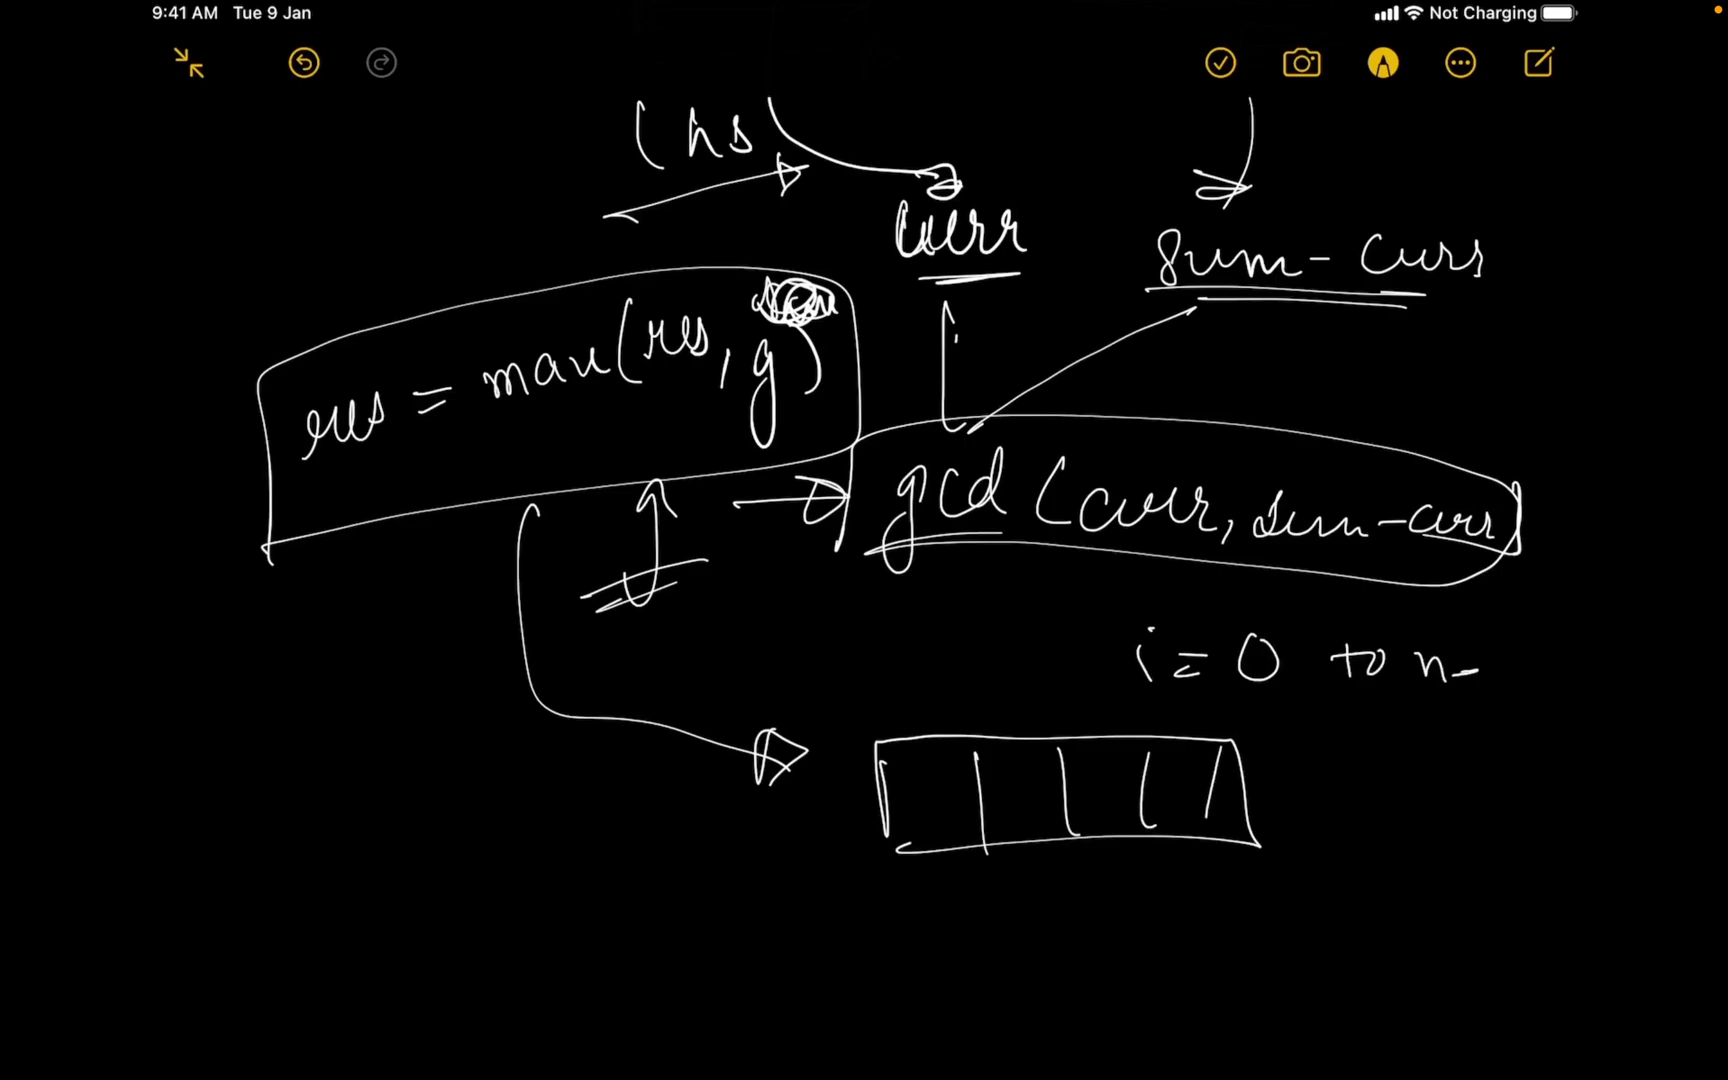 9:41 AM Tue 9 Jan
Not Charging
(hs
curr
sum - curr
res = max(res, g)
gcd (curr, sum - curr)
i = 0 to n-